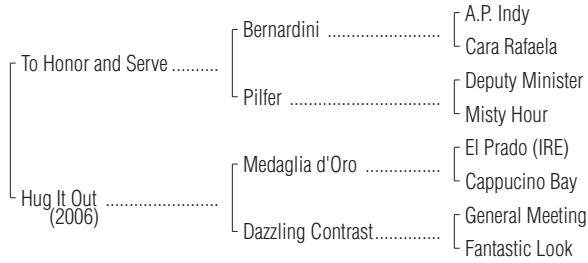 A.P. Indy
Bernardini ......................
Cara Rafaela
To Honor and Serve ..........
Deputy Minister
Pilfer ..............................
Misty Hour
El Prado (IRE)
Medaglia d'Oro ...............
Cappucino Bay
Hug It Out ......................
(2006)
General Meeting
Dazzling Contrast................
Fantastic Look